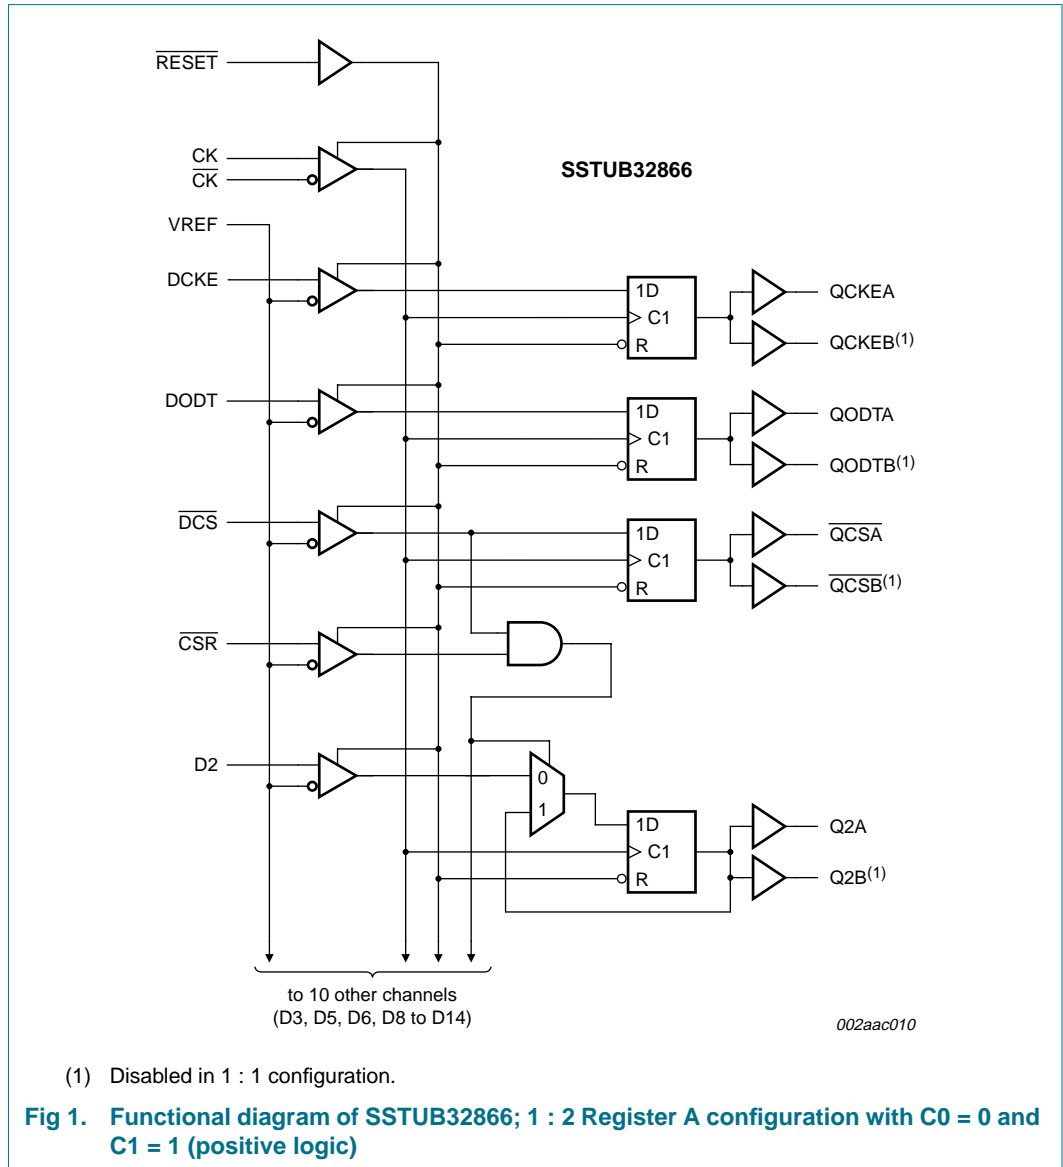 RESET
CK
CK
SSTUB32866
VREF
DCKE
1D
C1
R
QCKEA
QCKEB(1)
DODT
1D
C1
R
QODTA
QODTB(1)
DCS
1D
C1
R
QCSA
QCSB(1)
CSR
D2
0
1
1D
C1
R
Q2A
Q2B(1)
to 10 other channels
(D3, D5, D6, D8 to D14)
002aac010
(1) Disabled in 1 : 1 configuration.
Fig 1. Functional diagram of SSTUB32866; 1 : 2 Register A configuration with C0 = 0 and
C1 = 1 (positive logic)